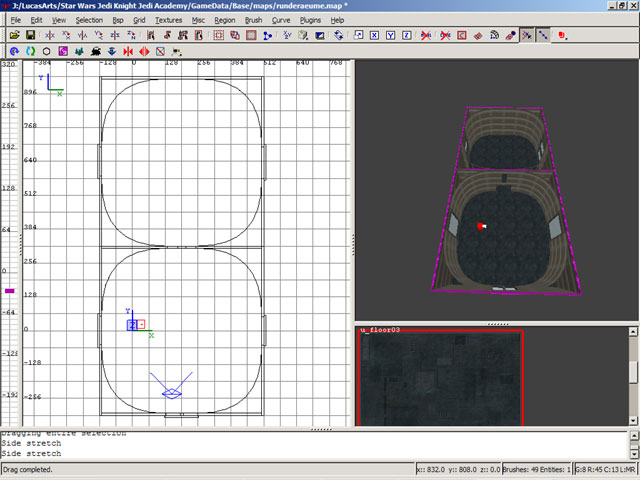 J:/LucasArts/Star Wars Jedi Knight Jedi Academy/GameData/Base/maps/runderaeume.map *
File Edit View Selection Bsp Grid Textures Misc Region Brush Curve Plugins Help
-384 -256 -128 0 128 256 384 512 640 768
320
256
192
128
64
0
-64
-128
-192
896
768
640
512
384
256
128
0
-128
-256
Y
X
Y
Z
X
u_floor03
Dragging entire selection
Side stretch
Side stretch
Drag completed.
x:: 832.0 y:: 808.0 z:: 0.0
Brushes: 49 Entities: 1
G:8 R:45 C:13 L:MR